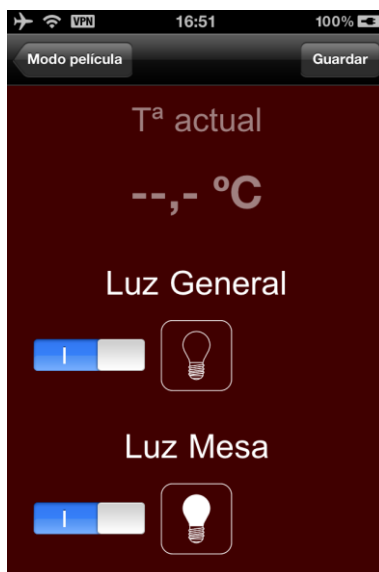 VPN 16:51 100%
Modo película Guardar
Tª actual
--,- ºC
Luz General
I
Luz Mesa
I